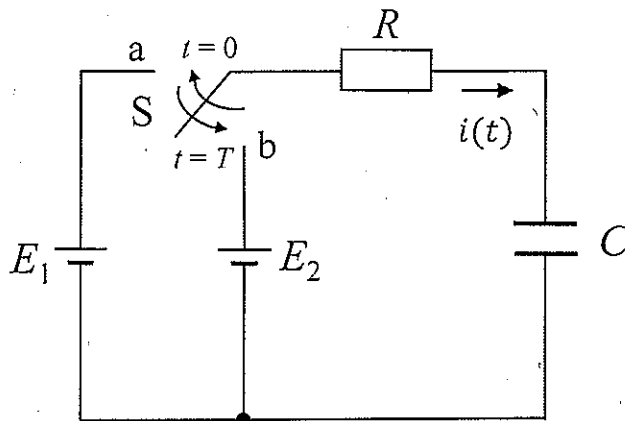 a
t = 0
R
S
i(t)
t = T
b
E₁
E₂
C